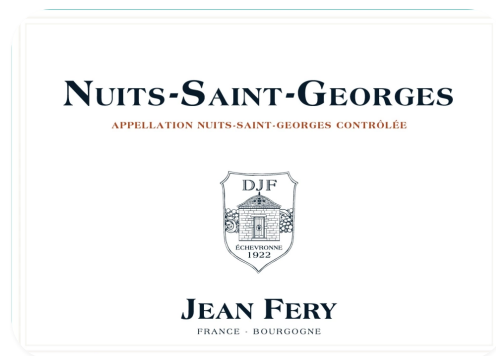 NUITS-SAINT-GEORGES
APPELLATION NUITS-SAINT-GEORGES CONTRÔLÉE
DJF
ÉCHEVRONNE
1922
JEAN FERY
FRANCE - BOURGOGNE